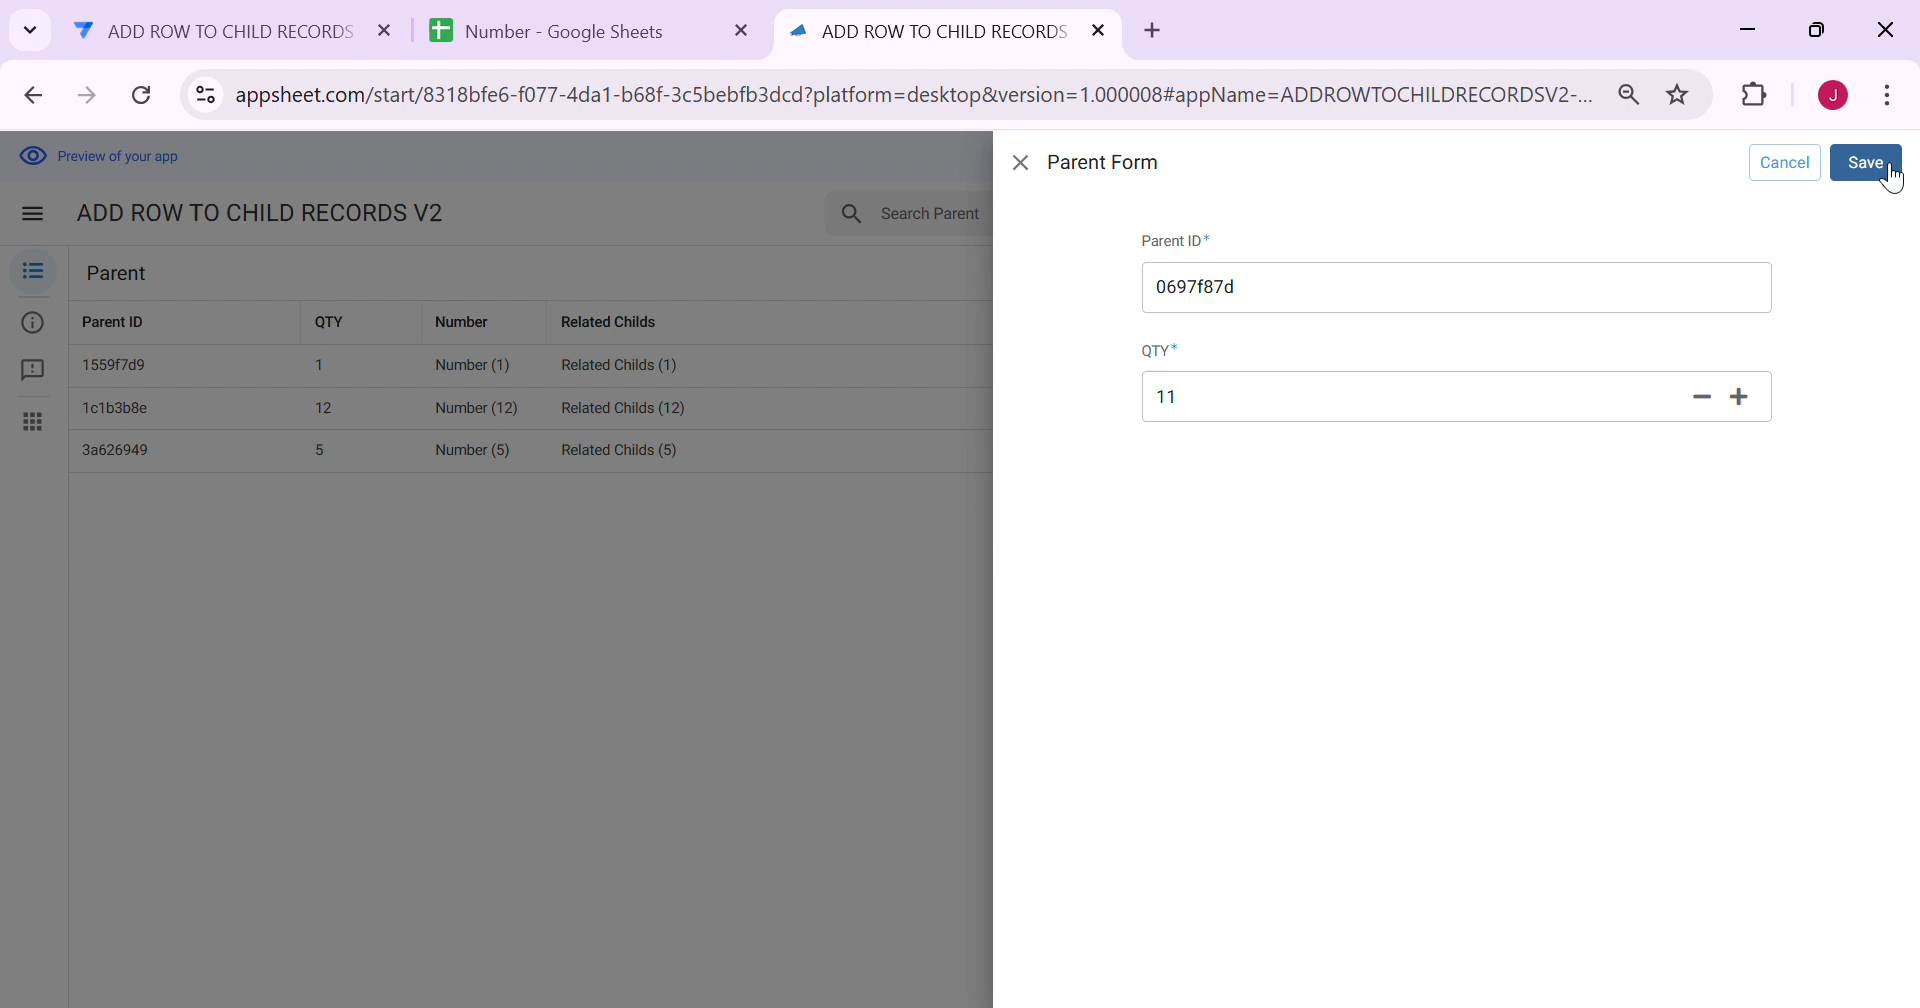 ADD ROW TO CHILD RECORDS
Number - Google Sheets
ADD ROW TO CHILD RECORDS
appsheet.com/start/8318bfe6-f077-4da1-b68f-3c5bebfb3dcd?platform=desktop&version=1.000008#appName=ADDROWTOCHILDRECORDSV2-...
J
Preview of your app
ADD ROW TO CHILD RECORDS V2
Search Parent
Parent
Parent ID QTY Number Related Childs
1559f7d9 1 Number (1) Related Childs (1)
1c1b3b8e 12 Number (12) Related Childs (12)
3a626949 5 Number (5) Related Childs (5)
Parent Form
Cancel
Save
Parent ID*
0697f87d
QTY*
11